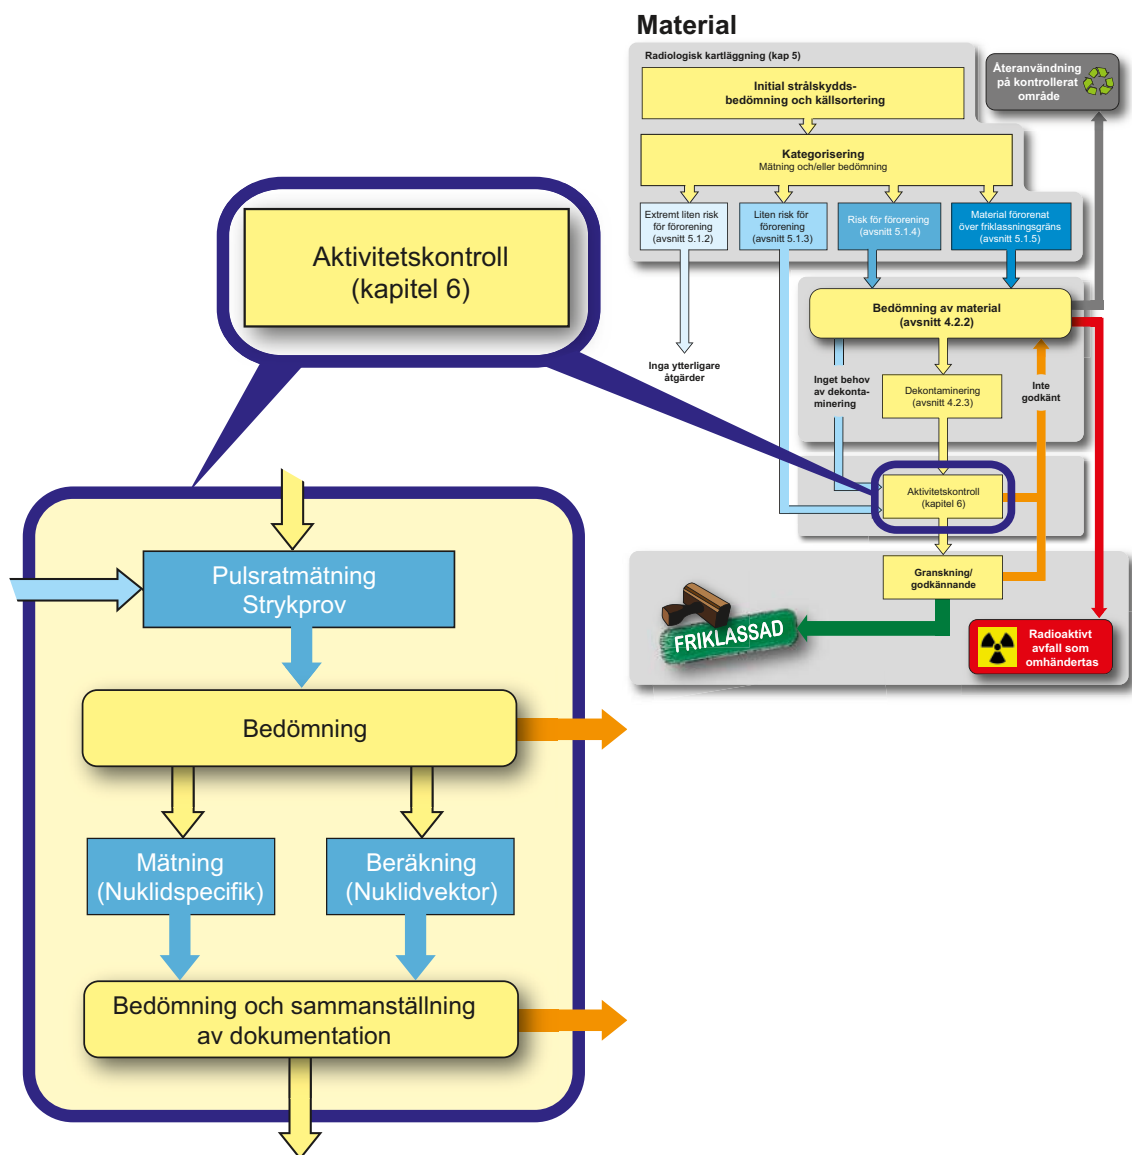 Material
Radiologisk kartläggning (kap 5)
Initial strålskydds-
bedömning och källsortering
Återanvändning
på kontrollerat
område
Kategorisering
Mätning och/eller bedömning
Extremt liten risk
för förorening
(avsnitt 5.1.2)
Liten risk för
förorening
(avsnitt 5.1.3)
Risk för förorening
(avsnitt 5.1.4)
Material förorenat
över friklassningsgräns
(avsnitt 5.1.5)
Bedömning av material
(avsnitt 4.2.2)
Inga ytterligare
åtgärder
Inget behov
av dekonta-
minering
Dekontaminering
(avsnitt 4.2.3)
Inte
godkänt
Aktivitetskontroll
(kapitel 6)
Granskning/
godkännande
FRIKLASSAD
Radioaktivt
avfall som
omhändertas
Aktivitetskontroll
(kapitel 6)
Pulsratmätning
Strykprov
Bedömning
Mätning
(Nuklidspecifik)
Beräkning
(Nuklidvektor)
Bedömning och sammanställning
av dokumentation